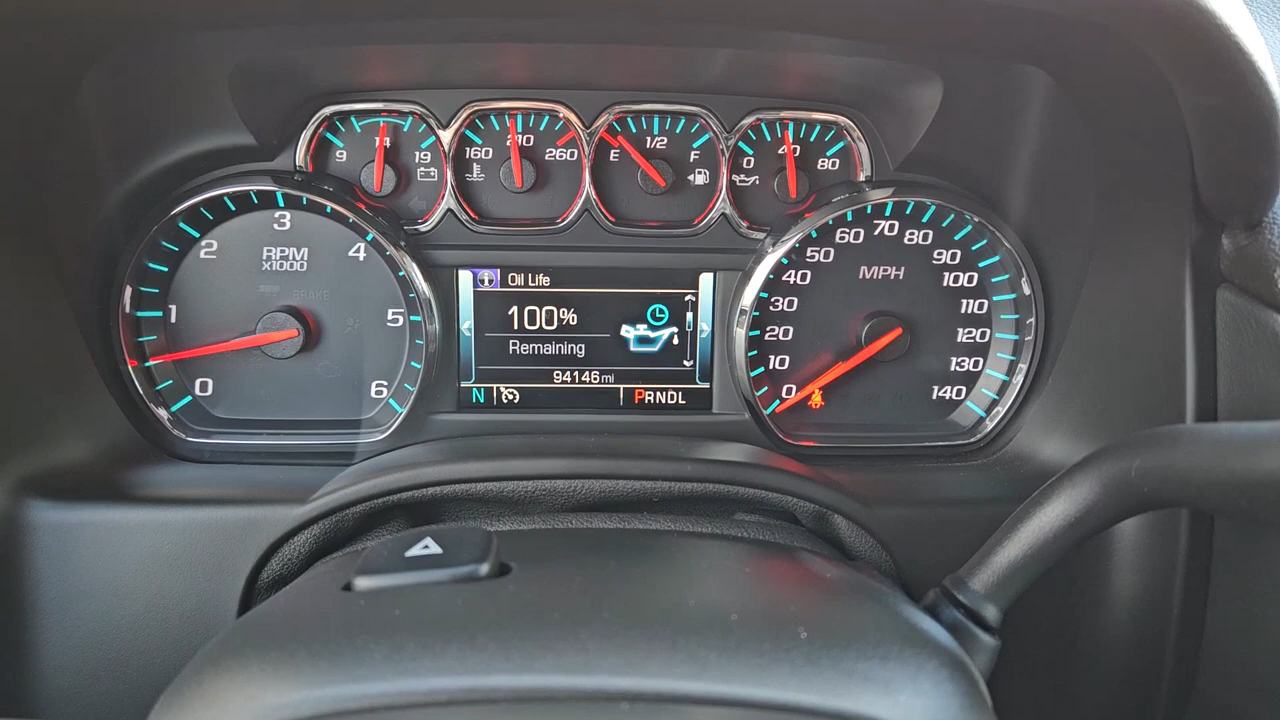 9 14 19
160 210 260
E 1/2 F
0 40 80
0 1 2 3 4 5 6
RPM
x1000
BRAKE
Oil Life
100%
Remaining
94146 mi
N
PRNDL
0 10 20 30 40 50 60 70 80 90 100 110 120 130 140
MPH